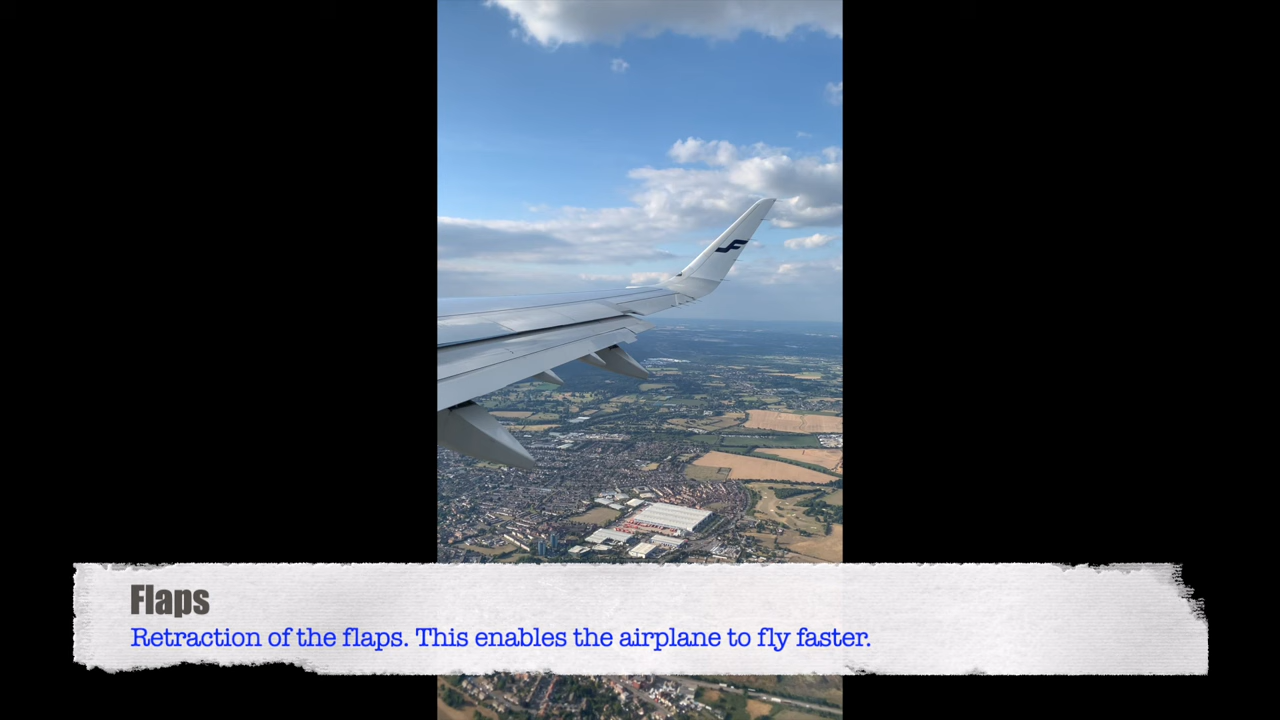 Flaps
Retraction of the flaps. This enables the airplane to fly faster.